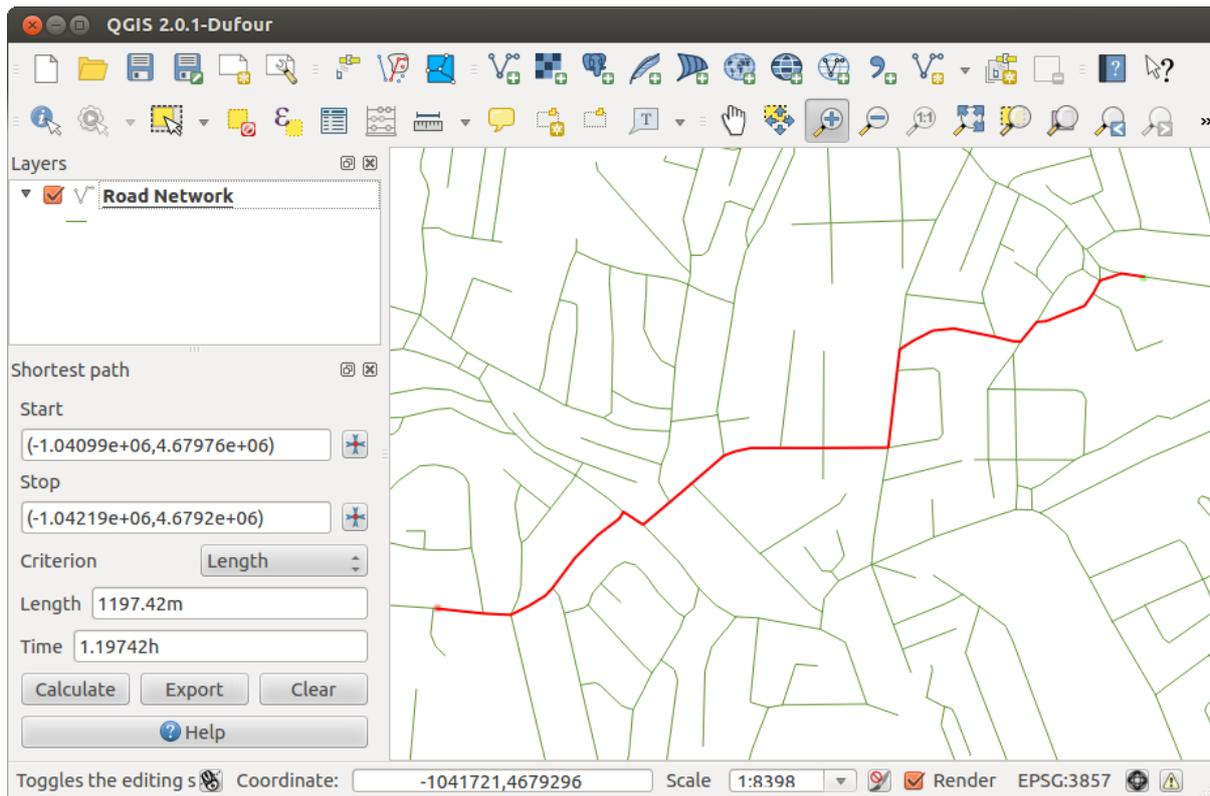 QGIS 2.0.1-Dufour
Layers
Road Network
Shortest path
Start
(-1.04099e+06,4.67976e+06)
Stop
(-1.04219e+06,4.6792e+06)
Criterion Length
Length 1197.42m
Time 1.19742h
Calculate Export Clear
Help
Toggles the editing s Coordinate: -1041721,4679296 Scale 1:8398 Render EPSG:3857